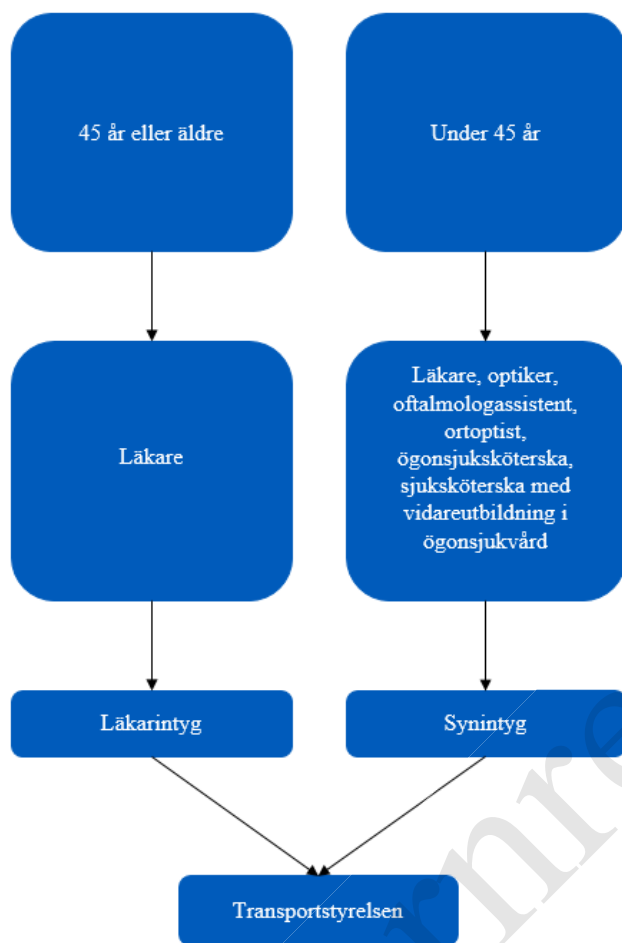 45 år eller äldre
Under 45 år
Läkare
Läkare, optiker,
oftalmologassistent,
ortoptist,
ögonsjuksköterska,
sjuksköterska med
vidareutbildning i
ögonsjukvård
Läkarintyg
Synintyg
Transportstyrelsen